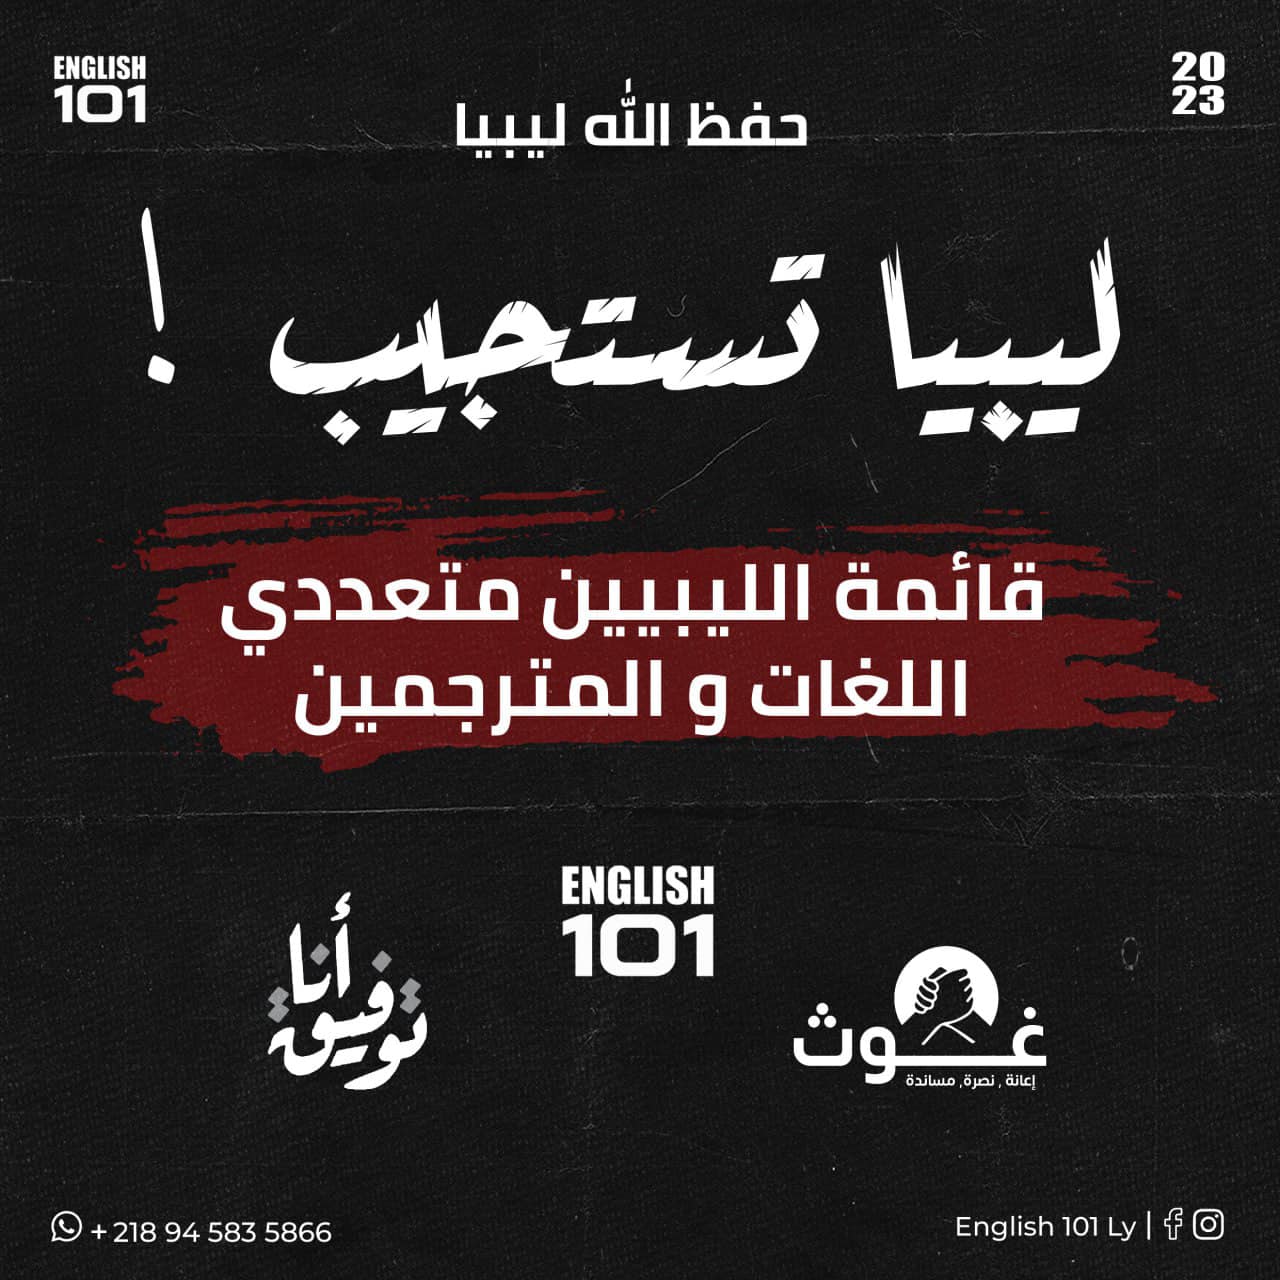 ENGLISH
101
20
23
حفظ الله ليبيا
ليبيا تستجيب !
قائمة الليبيين متعددي
اللغات و المترجمين
ENGLISH
101
أنا
توفيقة
غوث
إعانة , نصرة, مساندة
+ 218 94 583 5866
English 101 Ly |